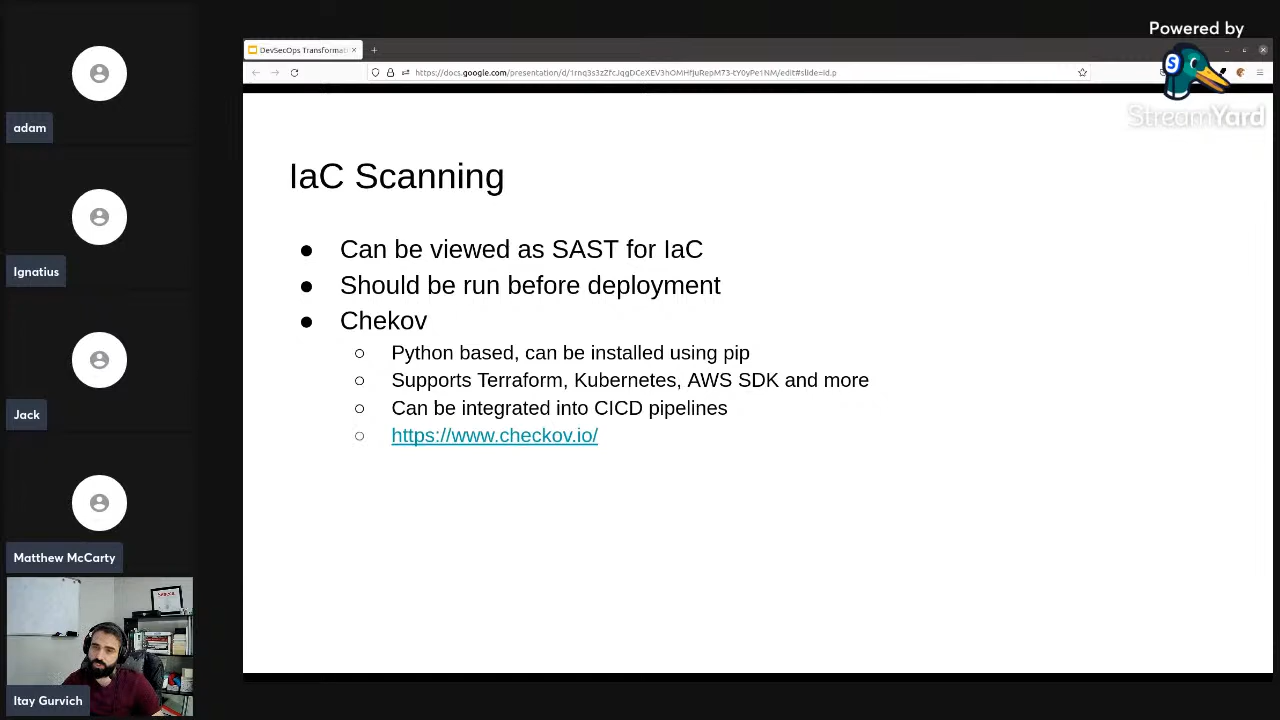 Powered by
StreamYard
DevSecOps Transformati
adam
Ignatius
Jack
Matthew McCarty
Itay Gurvich
IaC Scanning
● Can be viewed as SAST for IaC
● Should be run before deployment
● Chekov
○ Python based, can be installed using pip
○ Supports Terraform, Kubernetes, AWS SDK and more
○ Can be integrated into CICD pipelines
○ https://www.checkov.io/